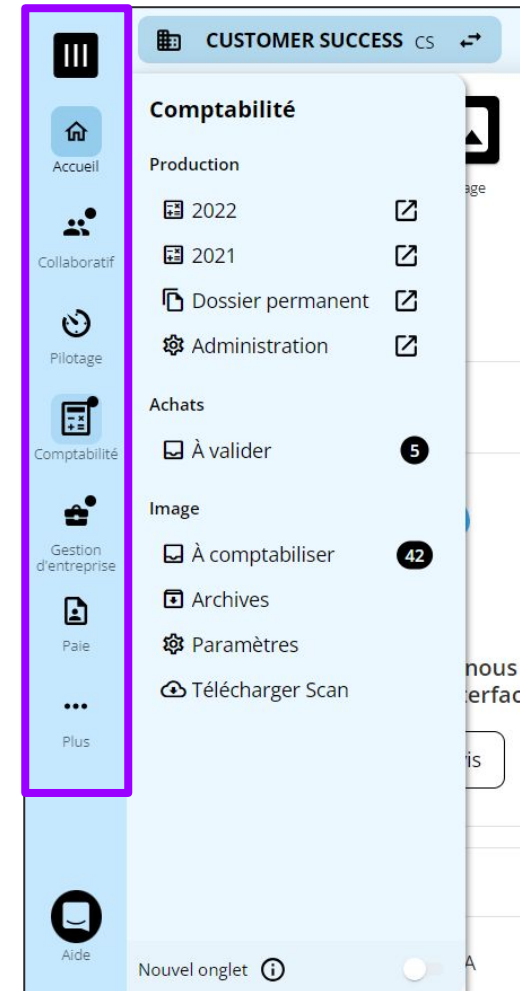 CUSTOMER SUCCESS CS
Accueil
Collaboratif
Pilotage
Comptabilité
Gestion
d'entreprise
Paie
Plus
Aide
Comptabilité
Production
2022
2021
Dossier permanent
Administration
Achats
À valider 5
Image
À comptabiliser 42
Archives
Paramètres
Télécharger Scan
Nouvel onglet
age
nous
erfac
is
A